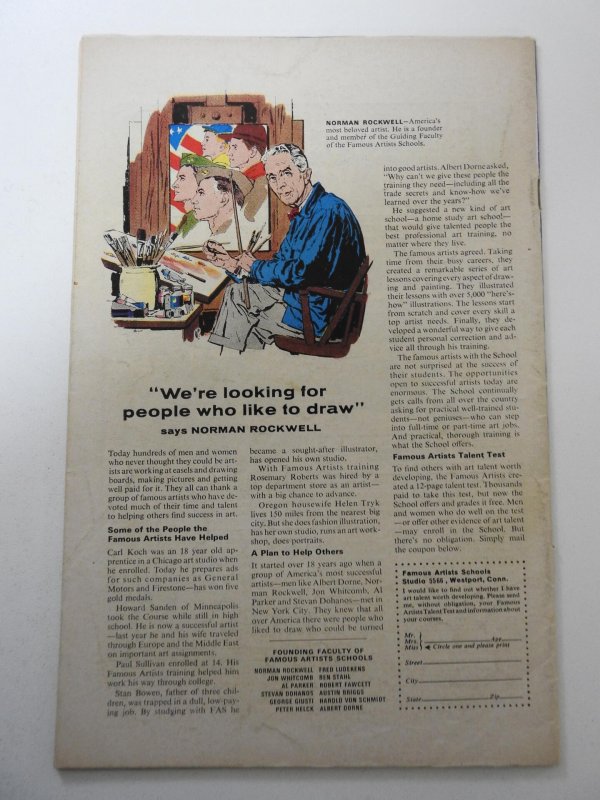 NORMAN ROCKWELL—America's
most beloved artist. He is a founder
and member of the Guiding Faculty
of the Famous Artists Schools.
"We're looking for
people who like to draw"
says NORMAN ROCKWELL
Today hundreds of men and women
who never thought they could be art-
ists are working at easels and drawing
boards, making pictures and getting
well paid for it. They all can thank a
group of famous artists who have de-
voted much of their time and talent
to helping others find success in art.
Some of the People the
Famous Artists Have Helped
Carl Koch was an 18 year old ap-
prentice in a Chicago art studio when
he enrolled. Today he prepares ads
for such companies as General
Motors and Firestone—has won five
gold medals.
Howard Sanden of Minneapolis
took the Course while still in high
school. He is now a successful artist
—last year he and his wife traveled
through Europe and the Middle East
on important art assignments.
Paul Sullivan enrolled at 14. His
Famous Artists training helped him
work his way through college.
Stan Bowen, father of three chil-
dren, was trapped in a dull, low-pay-
ing job. By studying with FAS he
became a sought-after illustrator,
has opened his own studio.
With Famous Artists training
Rosemary Roberts was hired by a
top department store as an artist—
with a big chance to advance.
Oregon housewife Helen Tryk
lives 150 miles from the nearest big
city. But she does fashion illustration,
has her own studio, runs an art work-
shop, does portraits.
A Plan to Help Others
It started over 18 years ago when a
group of America's most successful
artists—men like Albert Dorne, Nor-
man Rockwell, Jon Whitcomb, Al
Parker and Stevan Dohanos—met in
New York City. They knew that all
over America there were people who
liked to draw who could be turned
into good artists. Albert Dorne asked,
"Why can't we give these people the
training they need—including all the
trade secrets and know-how we've
learned over the years?"
He suggested a new kind of art
school—a home study art school—
that would give talented people the
best professional art training, no
matter where they live.
The famous artists agreed. Taking
time from their busy careers, they
created a remarkable series of art
lessons covering every aspect of draw-
ing and painting. They illustrated
their lessons with over 5,000 "here's-
how" illustrations. The lessons start
from scratch and cover every skill a
top artist needs. Finally, they de-
veloped a wonderful way to give each
student personal correction and ad-
vice all through his training.
The famous artists with the School
are not surprised at the success of
their students. The opportunities
open to successful artists today are
enormous. The School continually
gets calls from all over the country
asking for practical well-trained stu-
dents—not geniuses—who can step
into full-time or part-time art jobs.
And practical, thorough training is
what the School offers.
Famous Artists Talent Test
To find others with art talent worth
developing, the Famous Artists cre-
ated a 12-page talent test. Thousands
paid to take this test, but now the
School offers and grades it free. Men
and women who do well on the test
—or offer other evidence of art talent
—may enroll in the School. But
there's no obligation. Simply mail
the coupon below.
FOUNDING FACULTY OF
FAMOUS ARTISTS SCHOOLS
NORMAN ROCKWELL FRED LUDEKENS
JON WHITCOMB BEN STAHL
AL PARKER ROBERT FAWCETT
STEVAN DOHANOS AUSTIN BRIGGS
GEORGE GIUSTI HAROLD VON SCHMIDT
PETER HELCK ALBERT DORNE
Famous Artists Schools
Studio 5566, Westport, Conn.
I would like to find out whether I have
art talent worth developing. Please send
me, without obligation, your Famous
Artists Talent Test and information about
your courses.
Mr.
Mrs. Age
Miss Circle one and please print
Street
City
State Zip